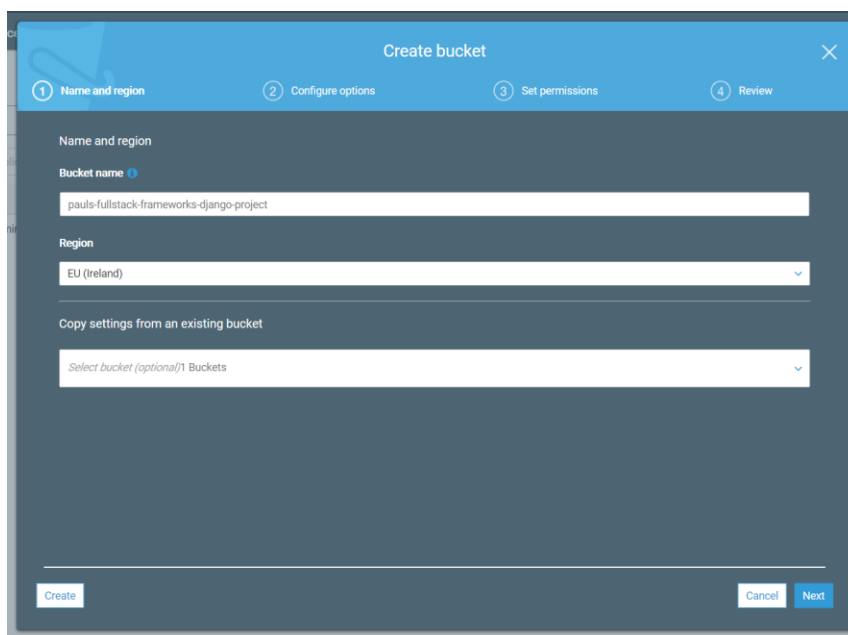 Create bucket
1 Name and region 2 Configure options 3 Set permissions 4 Review
Name and region
Bucket name
pauls-fullstack-frameworks-django-project
Region
EU (Ireland)
Copy settings from an existing bucket
Select bucket (optional)1 Buckets
Create Cancel Next